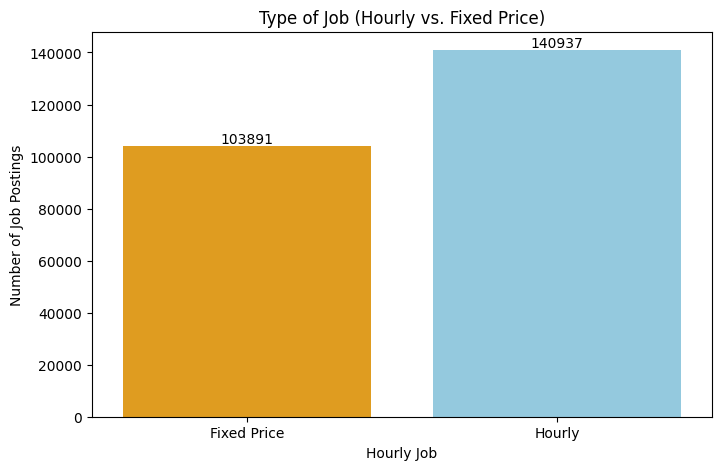 Type of Job (Hourly vs. Fixed Price)
140937
103891
140000
120000
100000
80000
60000
40000
20000
0
Number of Job Postings
Fixed Price
Hourly
Hourly Job